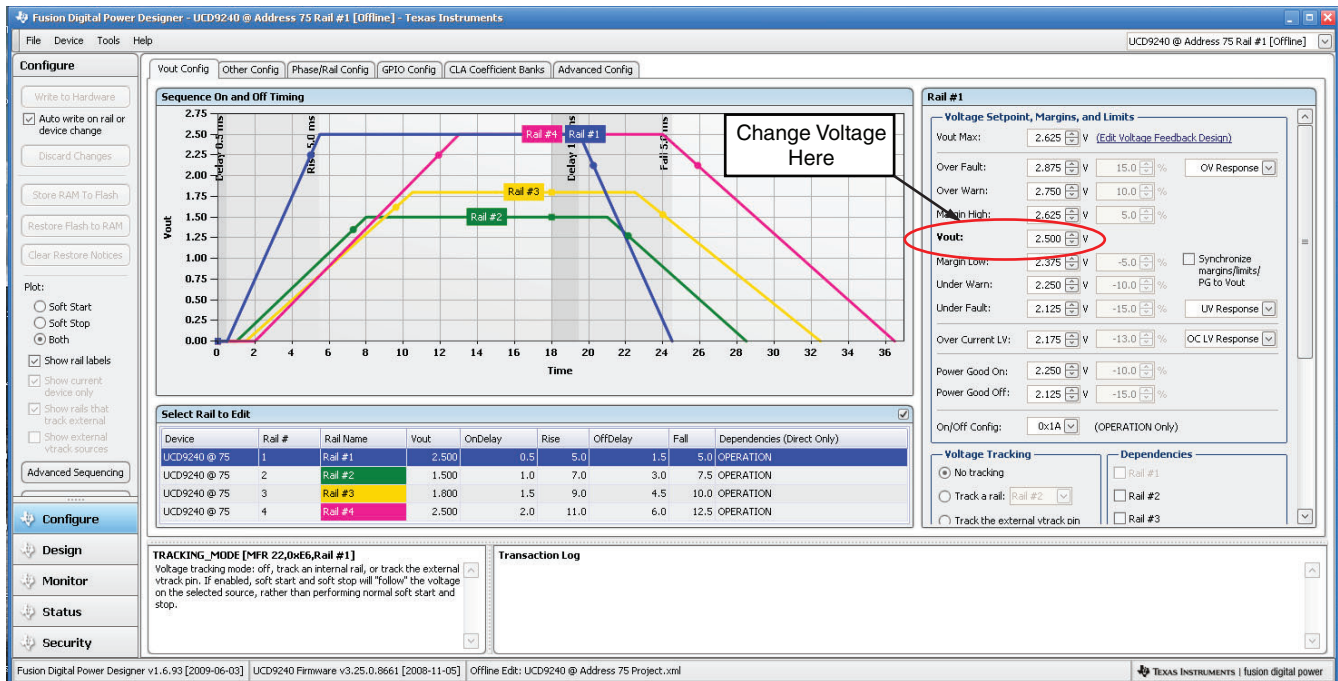 Fusion Digital Power Designer - UCD9240 @ Address 75 Rail #1 [Offline] - Texas Instruments
File Device Tools Help
UCD9240 @ Address 75 Rail #1 [Offline]
Configure
Write to Hardware
Auto write on rail or
device change
Discard Changes
Store RAM To Flash
Restore Flash to RAM
Clear Restore Notices
Plot:
Soft Start
Soft Stop
Both
Show rail labels
Show current
device only
Show rails that
track external
Show external
vtrack sources
Advanced Sequencing
Configure
Design
Monitor
Status
Security
Vout Config Other Config Phase/Rail Config GPIO Config CLA Coefficient Banks Advanced Config
Sequence On and Off Timing
Vout
2.75
2.50
2.25
2.00
1.75
1.50
1.25
1.00
0.75
0.50
0.25
0.00
Delay 0.5 ms
Rise 5.0 ms
Delay 1.5 ms
Fall 5.0 ms
Rail #4
Rail #1
Rail #3
Rail #2
0 2 4 6 8 10 12 14 16 18 20 22 24 26 28 30 32 34 36
Time
Change Voltage
Here
Select Rail to Edit
Device Rail # Rail Name Vout OnDelay Rise OffDelay Fall Dependencies (Direct Only)
UCD9240 @ 75 1 Rail #1 2.500 0.5 5.0 1.5 5.0 OPERATION
UCD9240 @ 75 2 Rail #2 1.500 1.0 7.0 3.0 7.5 OPERATION
UCD9240 @ 75 3 Rail #3 1.800 1.5 9.0 4.5 10.0 OPERATION
UCD9240 @ 75 4 Rail #4 2.500 2.0 11.0 6.0 12.5 OPERATION
Rail #1
Voltage Setpoint, Margins, and Limits
Vout Max: 2.625 V (Edit Voltage Feedback Design)
Over Fault: 2.875 V 15.0 % OV Response
Over Warn: 2.750 V 10.0 %
Margin High: 2.625 V 5.0 %
Vout: 2.500 V
Margin Low: 2.375 V -5.0 % Synchronize
margins/limits/
PG to Vout
Under Warn: 2.250 V -10.0 %
Under Fault: 2.125 V -15.0 % UV Response
Over Current LV: 2.175 V -13.0 % OC LV Response
Power Good On: 2.250 V -10.0 %
Power Good Off: 2.125 V -15.0 %
On/Off Config: 0x1A (OPERATION Only)
Voltage Tracking
No tracking
Track a rail: Rail #2
Track the external vtrack pin
Dependencies
Rail #1
Rail #2
Rail #3
TRACKING_MODE [MFR 22,0xE6,Rail #1]
Voltage tracking mode: off, track an internal rail, or track the external
vtrack pin. If enabled, soft start and soft stop will "follow" the voltage
on the selected source, rather than performing normal soft start and
stop.
Transaction Log
Fusion Digital Power Designer v1.6.93 [2009-06-03] UCD9240 Firmware v3.25.0.8661 [2008-11-05] Offline Edit: UCD9240 @ Address 75 Project.xml
TEXAS INSTRUMENTS | fusion digital power